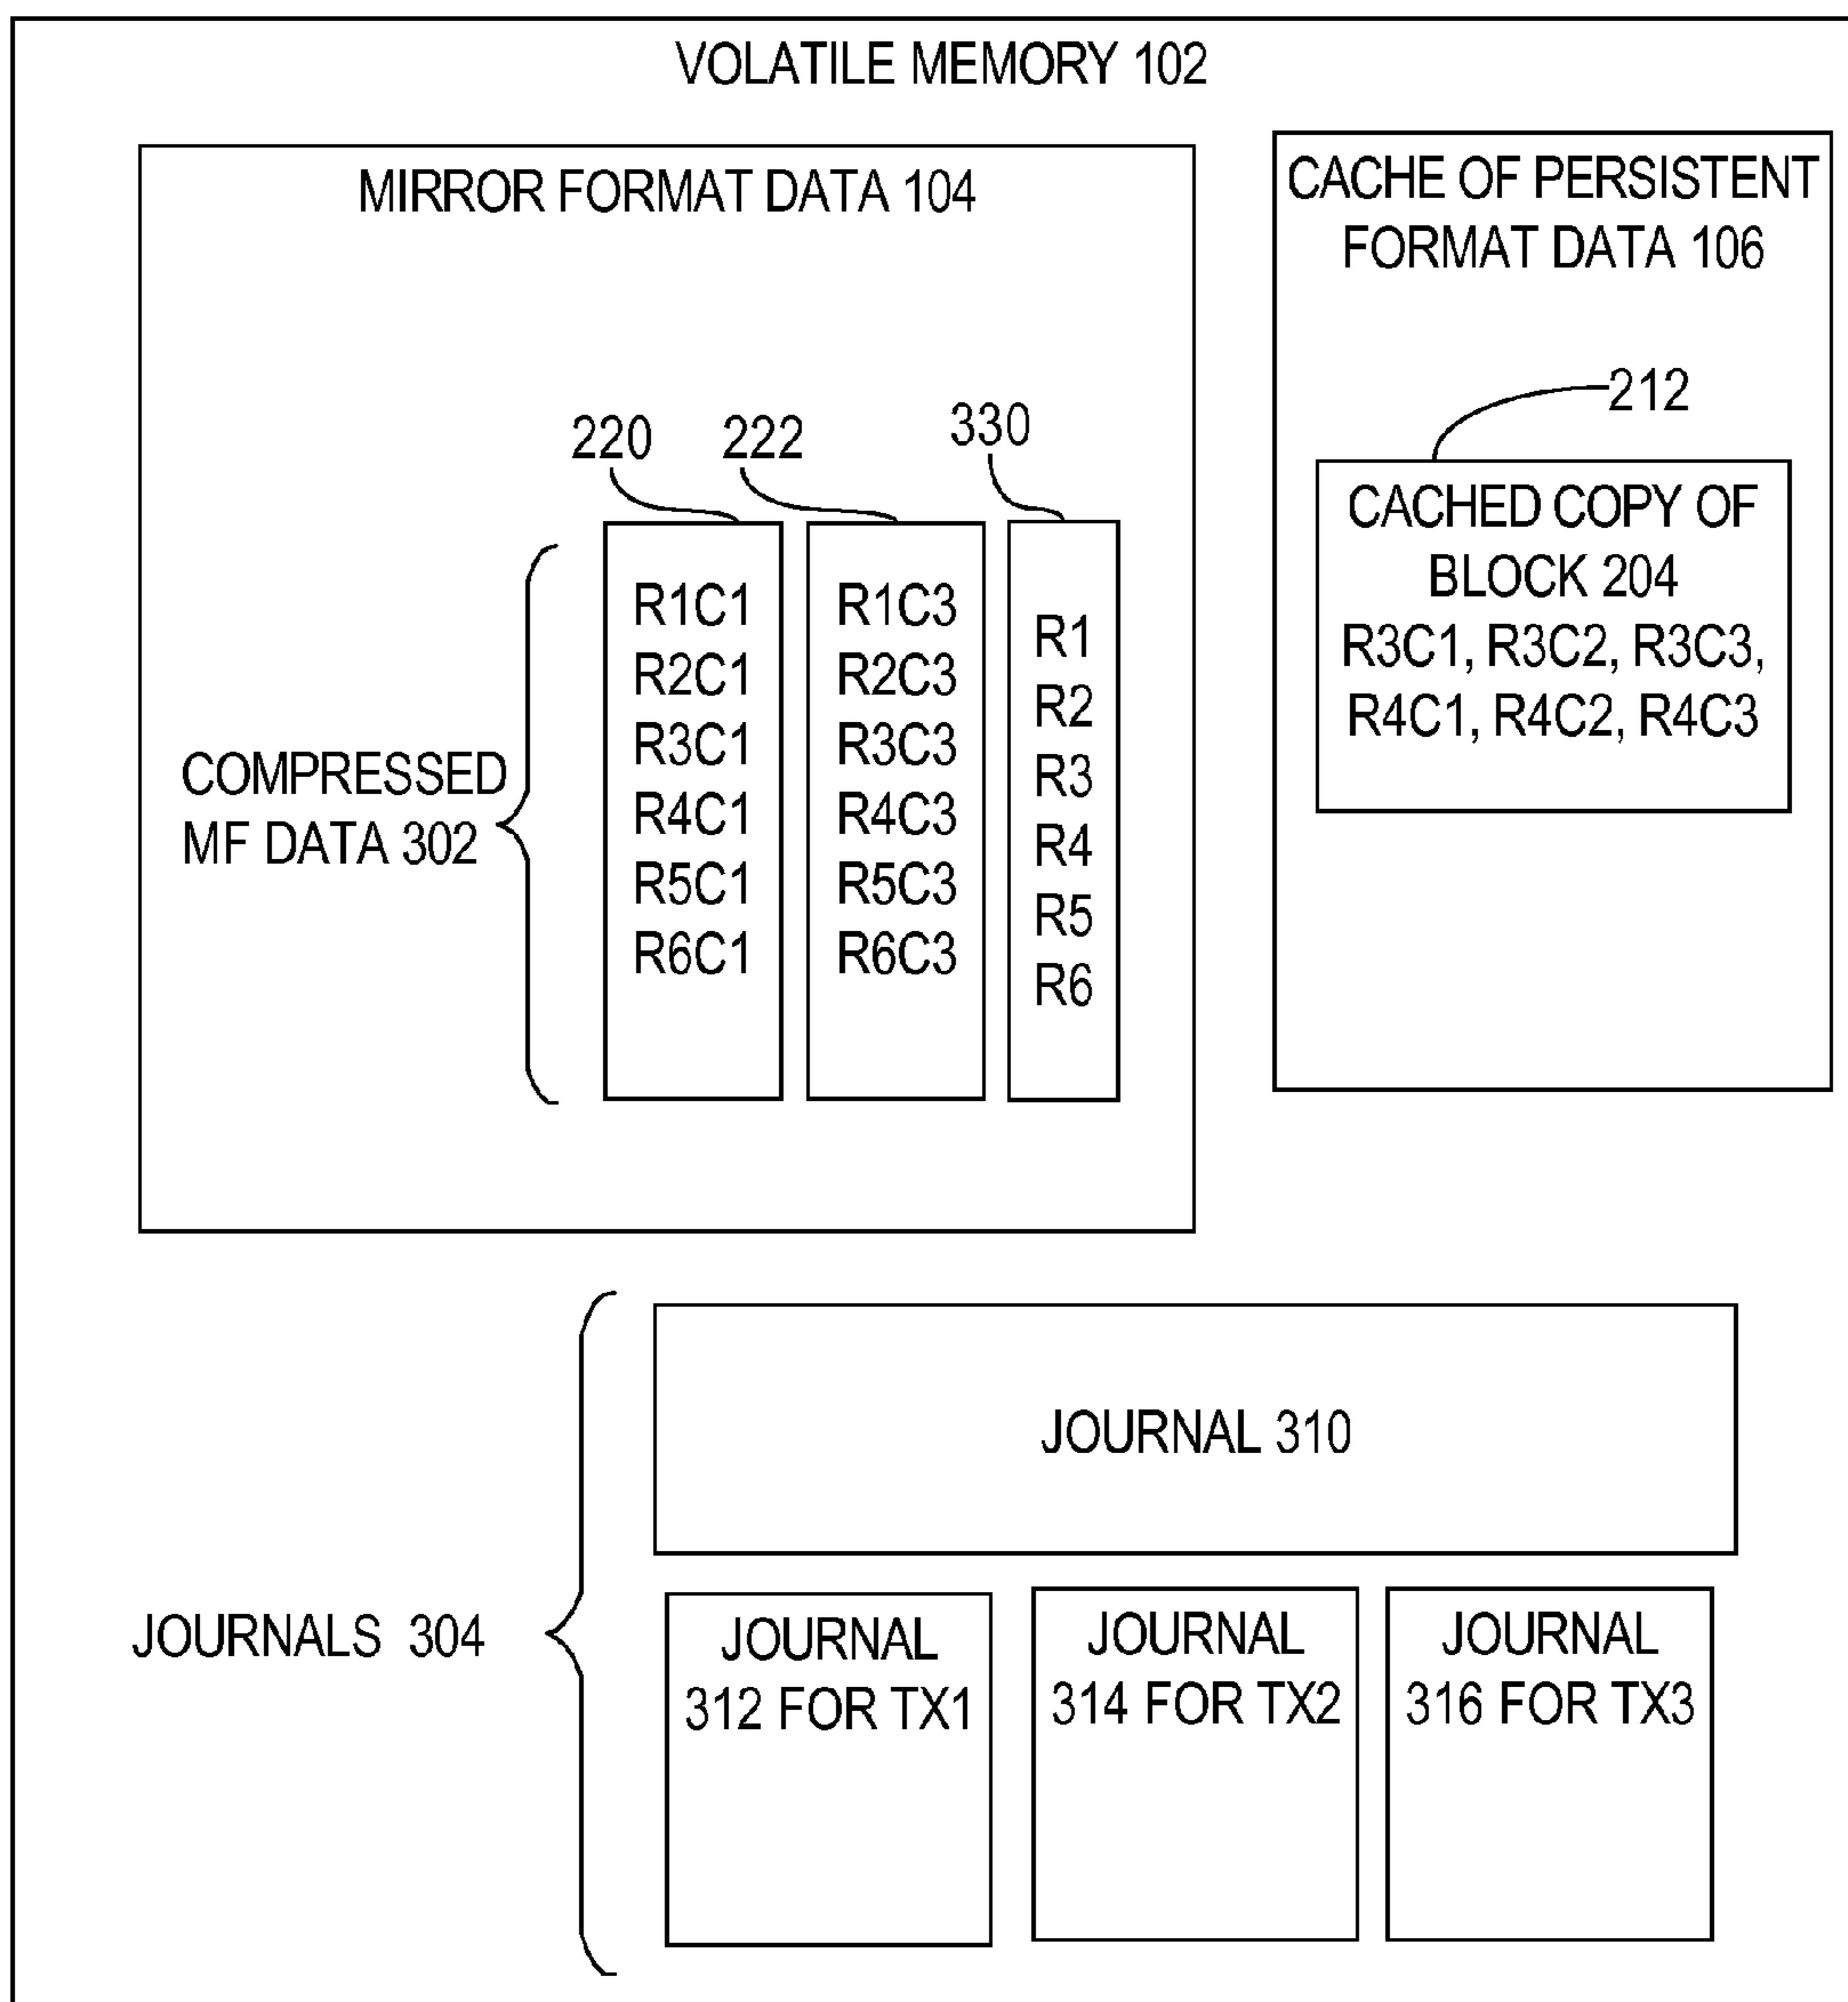 VOLATILE MEMORY 102
MIRROR FORMAT DATA 104
220
222
330
COMPRESSED
MF DATA 302
R1C1
R2C1
R3C1
R4C1
R5C1
R6C1
R1C3
R2C3
R3C3
R4C3
R5C3
R6C3
R1
R2
R3
R4
R5
R6
CACHE OF PERSISTENT
FORMAT DATA 106
212
CACHED COPY OF
BLOCK 204
R3C1, R3C2, R3C3,
R4C1, R4C2, R4C3
JOURNALS 304
JOURNAL 310
JOURNAL
312 FOR TX1
JOURNAL
314 FOR TX2
JOURNAL
316 FOR TX3